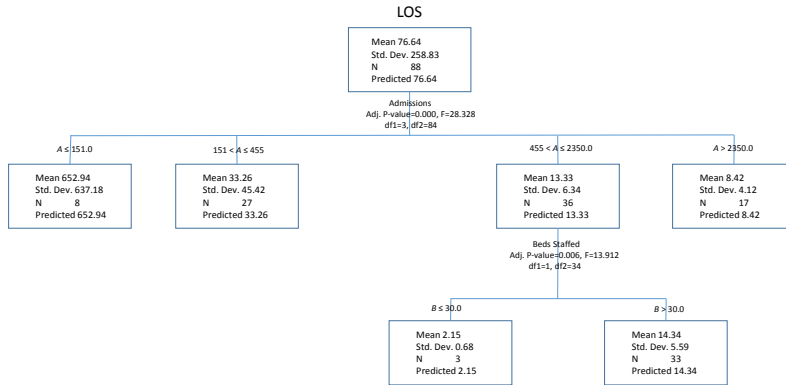 LOS
Mean 76.64
Std. Dev. 258.83
N 88
Predicted 76.64
Admissions
Adj. P-value=0.000, F=28.328
df1=3, df2=84
A ≤ 151.0
151 < A ≤ 455
455 < A ≤ 2350.0
A > 2350.0
Mean 652.94
Std. Dev. 637.18
N 8
Predicted 652.94
Mean 33.26
Std. Dev. 45.42
N 27
Predicted 33.26
Mean 13.33
Std. Dev. 6.34
N 36
Predicted 13.33
Mean 8.42
Std. Dev. 4.12
N 17
Predicted 8.42
Beds Staffed
Adj. P-value=0.006, F=13.912
df1=1, df2=34
B ≤ 30.0
B > 30.0
Mean 2.15
Std. Dev. 0.68
N 3
Predicted 2.15
Mean 14.34
Std. Dev. 5.59
N 33
Predicted 14.34